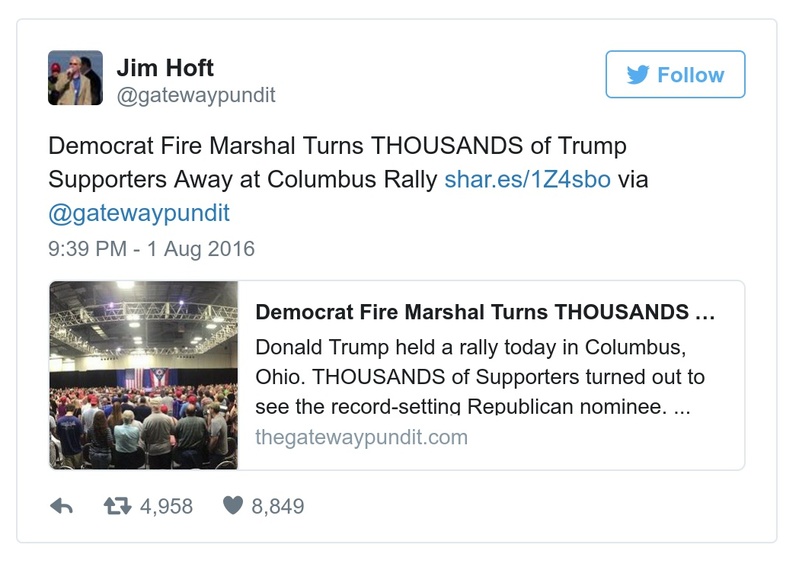 Jim Hoft
@gatewaypundit
Follow
Democrat Fire Marshal Turns THOUSANDS of Trump
Supporters Away at Columbus Rally shar.es/1Z4sbo via
@gatewaypundit
9:39 PM - 1 Aug 2016
Democrat Fire Marshal Turns THOUSANDS …
Donald Trump held a rally today in Columbus,
Ohio. THOUSANDS of Supporters turned out to
see the record-setting Republican nominee. ...
thegatewaypundit.com
4,958 8,849